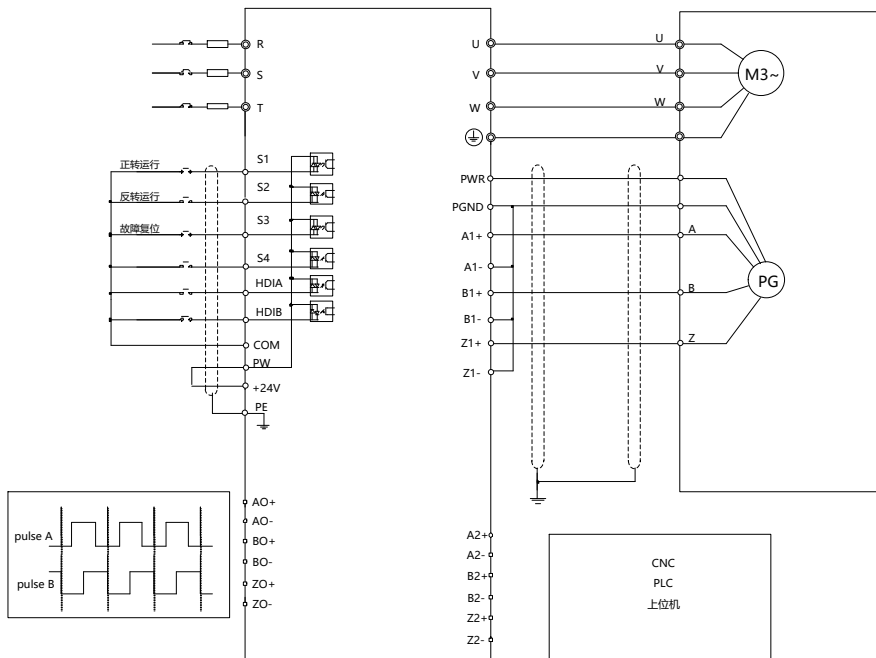 R
S
T
U
V
W
U
V
W
M3~
正转运行
反转运行
故障复位
S1
S2
S3
S4
HDIA
HDIB
COM
PW
+24V
PE
PWR
PGND
A1+
A1-
B1+
B1-
Z1+
Z1-
A
B
Z
PG
pulse A
pulse B
AO+
AO-
BO+
BO-
ZO+
ZO-
A2+
A2-
B2+
B2-
Z2+
Z2-
CNC
PLC
上位机